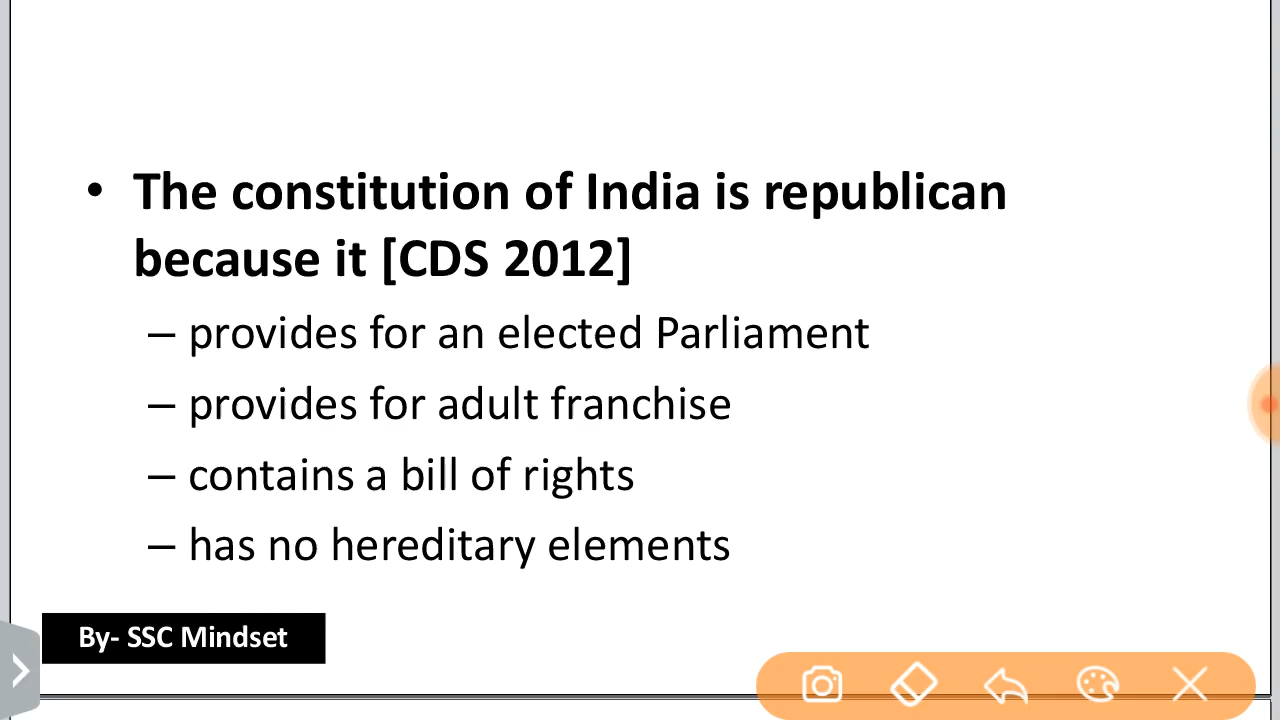 • The constitution of India is republican
because it [CDS 2012]
– provides for an elected Parliament
– provides for adult franchise
– contains a bill of rights
– has no hereditary elements
By- SSC Mindset